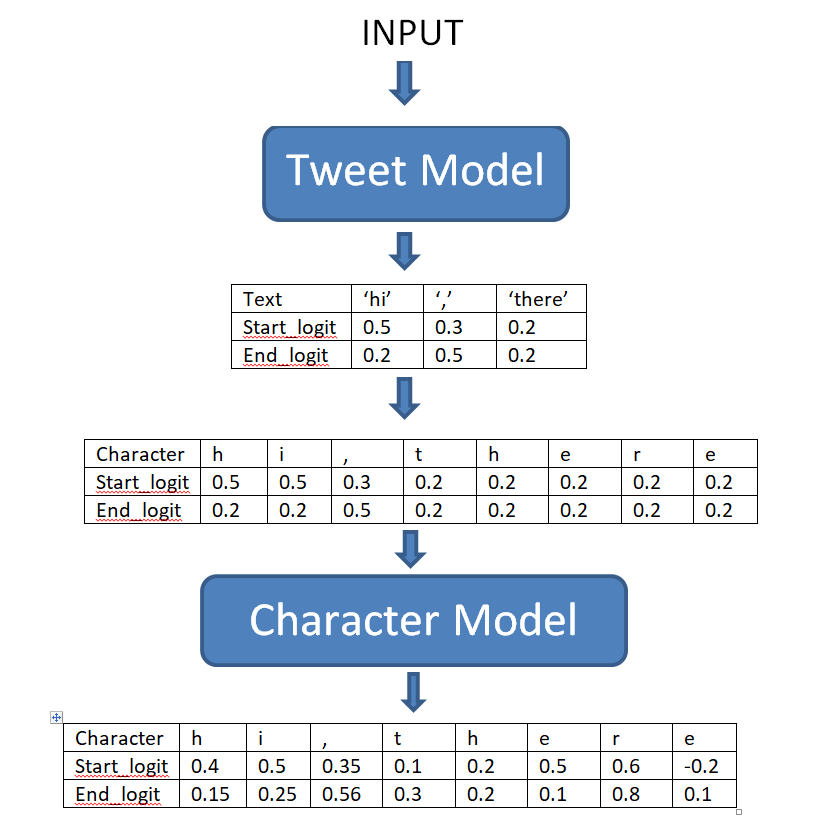 INPUT
Tweet Model
Text ‘hi’ ‘,’ ‘there’
Start_logit 0.5 0.3 0.2
End_logit 0.2 0.5 0.2
Character h i , t h e r e
Start_logit 0.5 0.5 0.3 0.2 0.2 0.2 0.2 0.2
End_logit 0.2 0.2 0.5 0.2 0.2 0.2 0.2 0.2
Character Model
Character h i , t h e r e
Start_logit 0.4 0.5 0.35 0.1 0.2 0.5 0.6 -0.2
End_logit 0.15 0.25 0.56 0.3 0.2 0.1 0.8 0.1